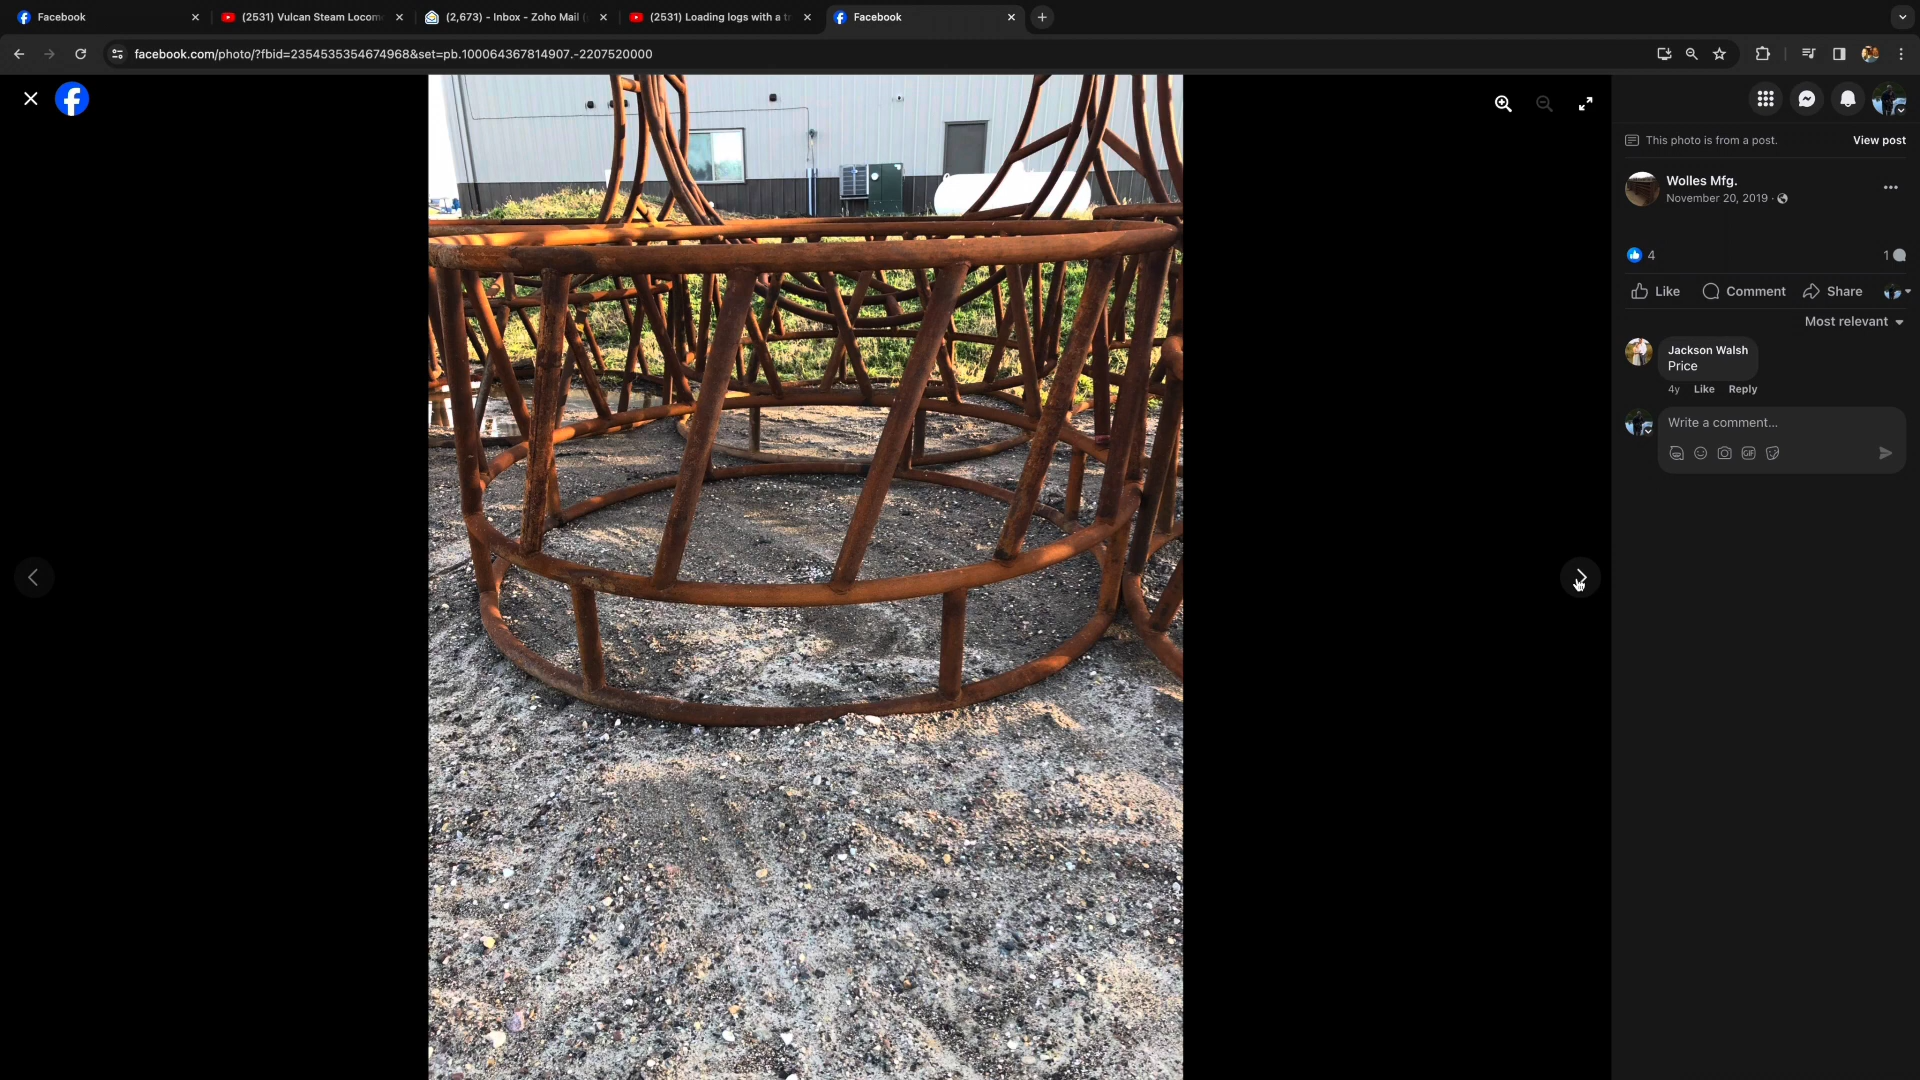 Facebook
(2531) Vulcan Steam Locom
(2,673) - Inbox - Zoho Mail (
(2531) Loading logs with a tr
Facebook
facebook.com/photo/?fbid=2354535354674968&set=pb.100064367814907.-2207520000
This photo is from a post.
View post
Wolles Mfg.
November 20, 2019 ·
4
1
Like
Comment
Share
Most relevant
Jackson Walsh
Price
4y
Like
Reply
Write a comment...
GIF